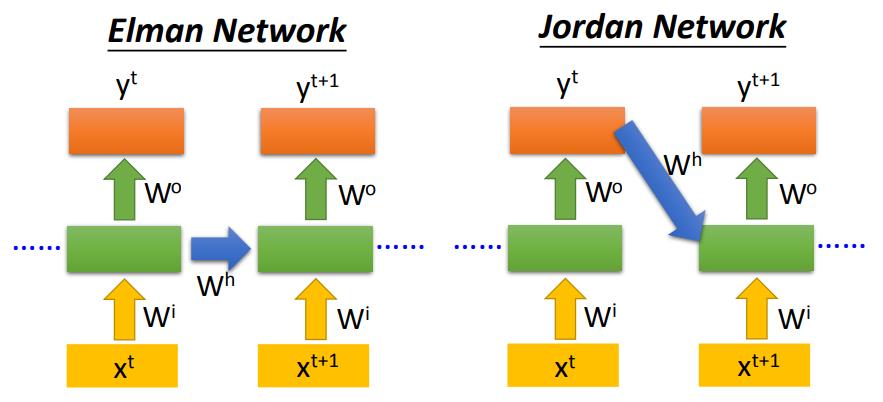 Elman Network
y^t
y^{t+1}
W^o
W^o
......
W^h
......
W^i
W^i
x^t
x^{t+1}
Jordan Network
y^t
y^{t+1}
W^h
W^o
W^o
......
......
W^i
W^i
x^t
x^{t+1}